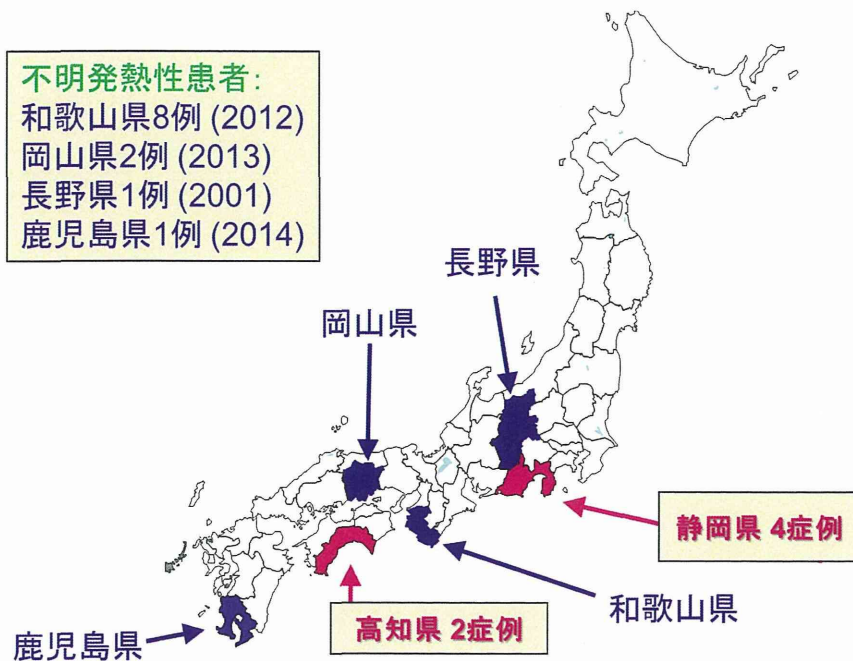 不明発熱性患者:
和歌山県8例 (2012)
岡山県2例 (2013)
長野県1例 (2001)
鹿児島県1例 (2014)
長野県
岡山県
静岡県 4症例
和歌山県
高知県 2症例
鹿児島県